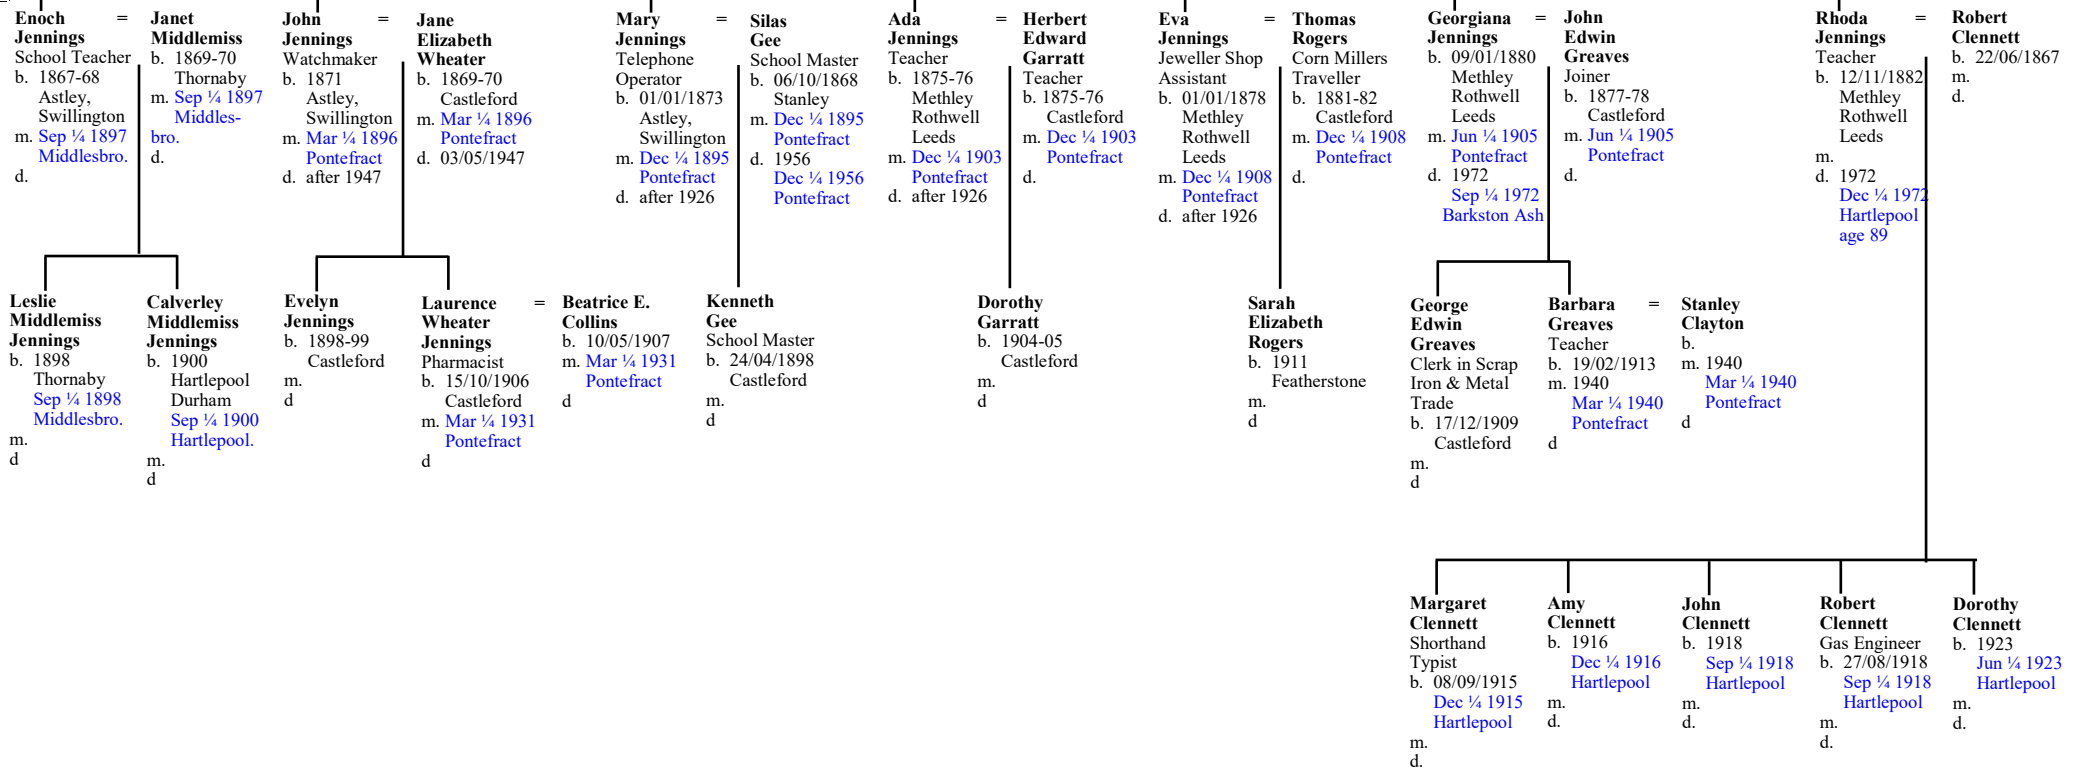 Enoch
Jennings
School Teacher
b. 1867-68
Astley,
Swillington
m. Sep ¼ 1897
Middlesbro.
d.
=
Janet
Middlemiss
b. 1869-70
Thornaby
m. Sep ¼ 1897
Middles-
bro.
d.
John
Jennings
Watchmaker
b. 1871
Astley,
Swillington
m. Mar ¼ 1896
Pontefract
d. after 1947
=
Jane
Elizabeth
Wheater
b. 1869-70
Castleford
m. Mar ¼ 1896
Pontefract
d. 03/05/1947
Mary
Jennings
Telephone
Operator
b. 01/01/1873
Astley,
Swillington
m. Dec ¼ 1895
Pontefract
d. after 1926
=
Silas
Gee
School Master
b. 06/10/1868
Stanley
m. Dec ¼ 1895
Pontefract
d. 1956
Dec ¼ 1956
Pontefract
Ada
Jennings
Teacher
b. 1875-76
Methley
Rothwell
Leeds
m. Dec ¼ 1903
Pontefract
d. after 1926
=
Herbert
Edward
Garratt
Teacher
b. 1875-76
Castleford
m. Dec ¼ 1903
Pontefract
d.
Eva
Jennings
Jeweller Shop
Assistant
b. 01/01/1878
Methley
Rothwell
Leeds
m. Dec ¼ 1908
Pontefract
d. after 1926
=
Thomas
Rogers
Corn Millers
Traveller
b. 1881-82
Castleford
m. Dec ¼ 1908
Pontefract
d.
Georgiana
Jennings
b. 09/01/1880
Methley
Rothwell
Leeds
m. Jun ¼ 1905
Pontefract
d. 1972
Sep ¼ 1972
Barkston Ash
=
John
Edwin
Greaves
Joiner
b. 1877-78
Castleford
m. Jun ¼ 1905
Pontefract
d.
Rhoda
Jennings
Teacher
b. 12/11/1882
Methley
Rothwell
Leeds
m.
d. 1972
Dec ¼ 1972
Hartlepool
age 89
=
Robert
Clennett
b. 22/06/1867
m.
d.
Leslie
Middlemiss
Jennings
b. 1898
Thornaby
Sep ¼ 1898
Middlesbro.
m.
d
Calverley
Middlemiss
Jennings
b. 1900
Hartlepool
Durham
Sep ¼ 1900
Hartlepool.
m.
d
Evelyn
Jennings
b. 1898-99
Castleford
m.
d
Laurence
Wheater
Jennings
Pharmacist
b. 15/10/1906
Castleford
m. Mar ¼ 1931
Pontefract
d
=
Beatrice E.
Collins
b. 10/05/1907
m. Mar ¼ 1931
Pontefract
d
Kenneth
Gee
School Master
b. 24/04/1898
Castleford
m.
d
Dorothy
Garratt
b. 1904-05
Castleford
m.
d
Sarah
Elizabeth
Rogers
b. 1911
Featherstone
m.
d
George
Edwin
Greaves
Clerk in Scrap
Iron & Metal
Trade
b. 17/12/1909
Castleford
m.
d
Barbara
Greaves
Teacher
b. 19/02/1913
m. 1940
Mar ¼ 1940
Pontefract
d
=
Stanley
Clayton
b.
m. 1940
Mar ¼ 1940
Pontefract
d
Margaret
Clennett
Shorthand
Typist
b. 08/09/1915
Dec ¼ 1915
Hartlepool
m.
d.
Amy
Clennett
b. 1916
Dec ¼ 1916
Hartlepool
m.
d.
John
Clennett
b. 1918
Sep ¼ 1918
Hartlepool
m.
d.
Robert
Clennett
Gas Engineer
b. 27/08/1918
Sep ¼ 1918
Hartlepool
m.
d.
Dorothy
Clennett
b. 1923
Jun ¼ 1923
Hartlepool
m.
d.